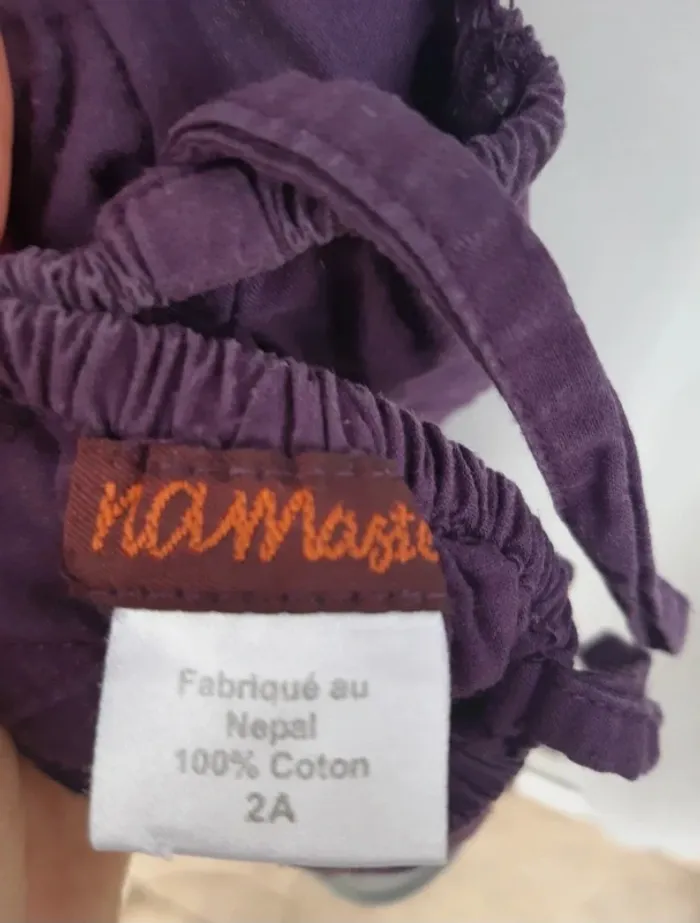 namaste
Fabriqué au
Nepal
100% Coton
2A